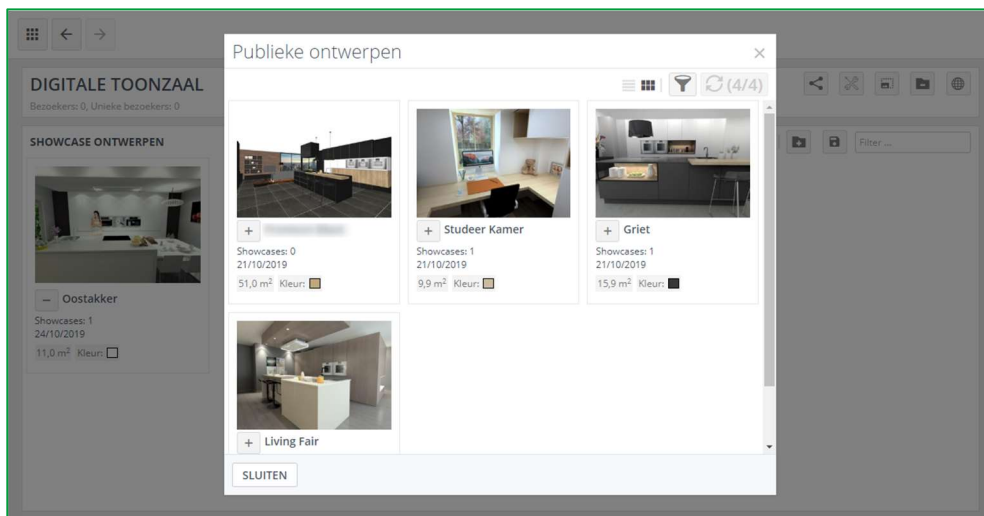 Publieke ontwerpen
(4/4)
DIGITALE TOONZAAL
Bezoekers: 0, Unieke bezoekers: 0
SHOWCASE ONTWERPEN
Filter ...
Oostakker
Showcases: 1
24/10/2019
11,0 m² Kleur:
Showcases: 0
21/10/2019
51,0 m² Kleur:
Studeer Kamer
Showcases: 1
21/10/2019
9,9 m² Kleur:
Griet
Showcases: 1
21/10/2019
15,9 m² Kleur:
Living Fair
SLUITEN